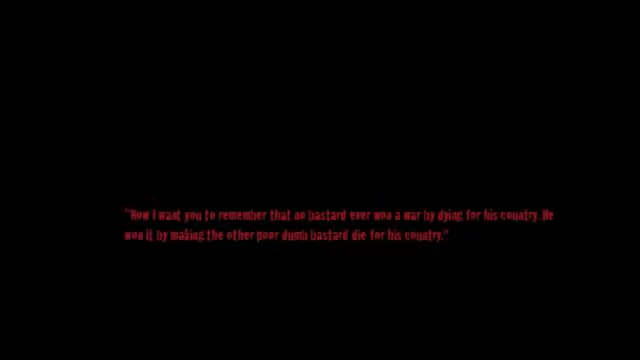 "Now I want you to remember that no bastard ever won a war by dying for his country. He
won it by making the other poor dumb bastard die for his country."